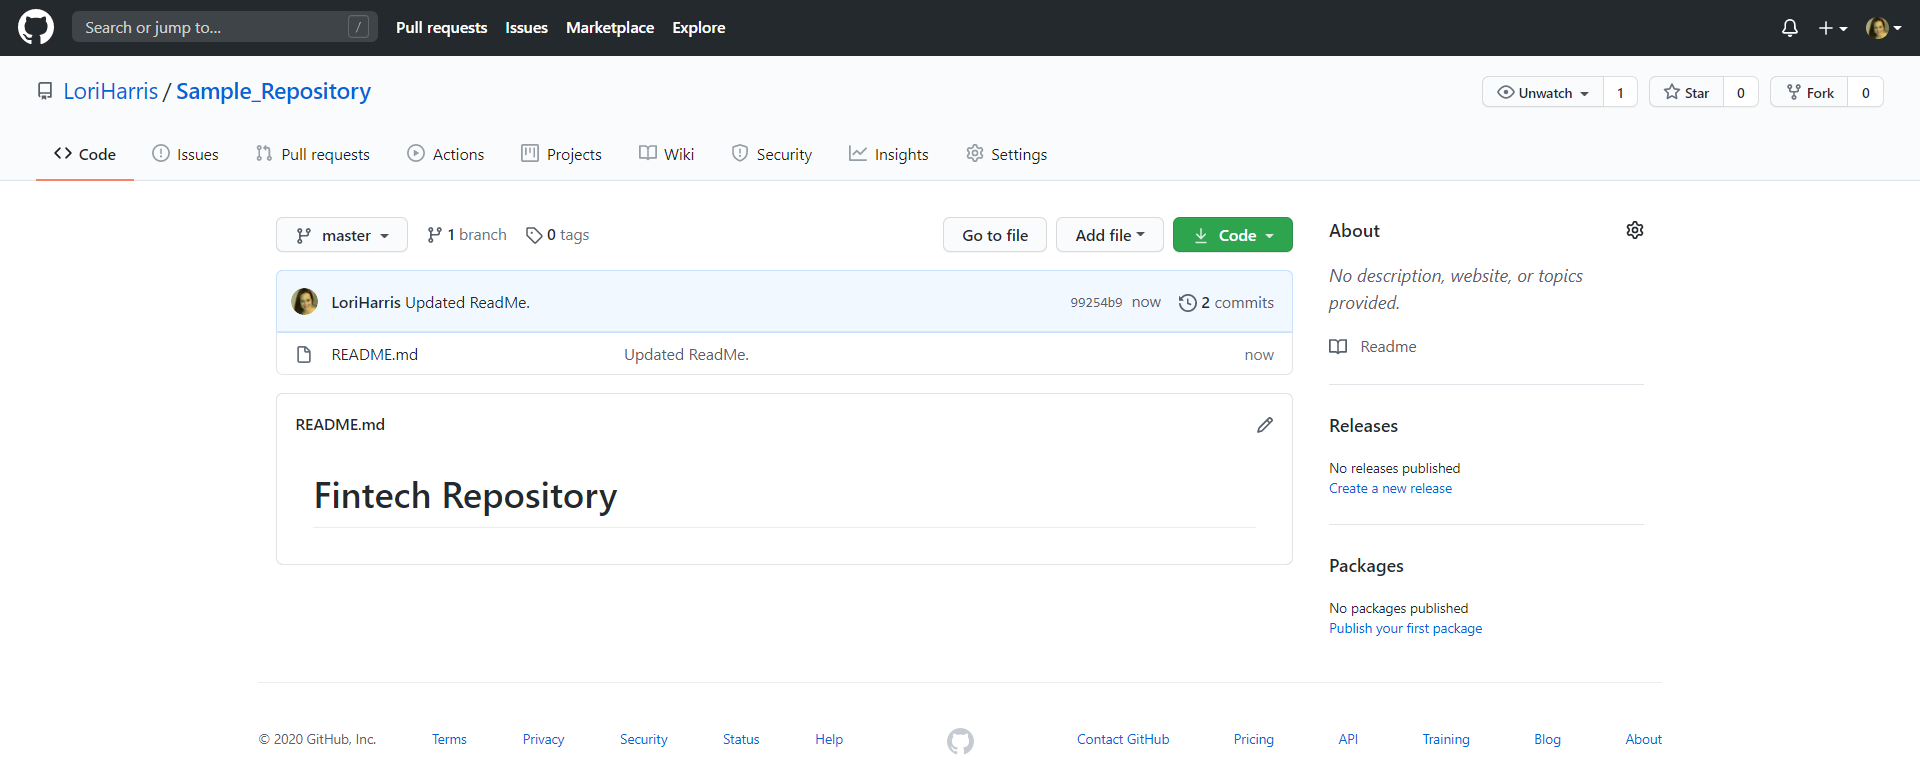 Search or jump to... /
Pull requests Issues Marketplace Explore
LoriHarris / Sample_Repository
Unwatch 1 Star 0 Fork 0
Code Issues Pull requests Actions Projects Wiki Security Insights Settings
master 1 branch 0 tags Go to file Add file Code
LoriHarris Updated ReadMe. 99254b9 now 2 commits
README.md Updated ReadMe. now
README.md
Fintech Repository
About
No description, website, or topics
provided.
Readme
Releases
No releases published
Create a new release
Packages
No packages published
Publish your first package
© 2020 GitHub, Inc. Terms Privacy Security Status Help Contact GitHub Pricing API Training Blog About